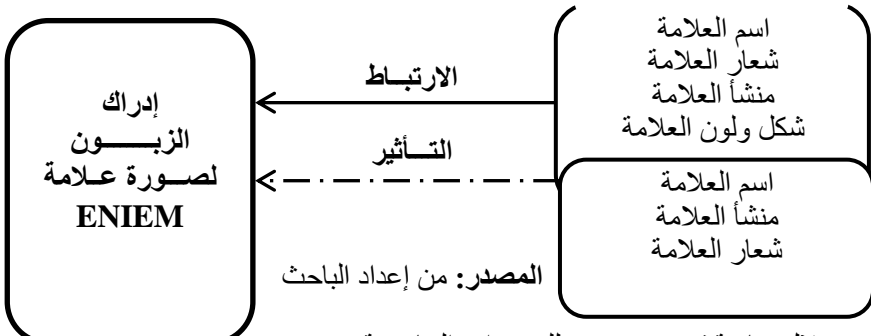 اسم العلامة
شعار العلامة
منشأ العلامة
شكل ولون العلامة
الارتباط
التأثير
إدراك
الزبون
لصورة علامة
ENIEM
اسم العلامة
منشأ العلامة
شعار العلامة
المصدر: من إعداد الباحث